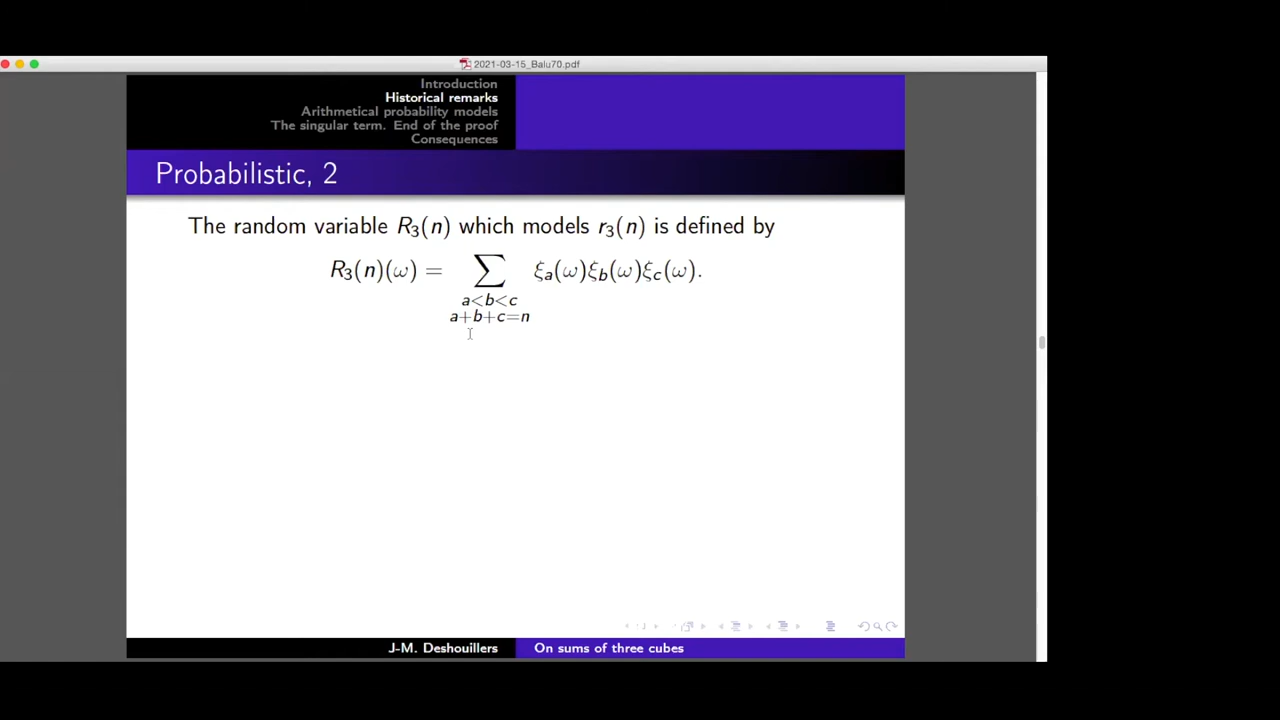 2021-03-15_Balu70.pdf
Introduction
Historical remarks
Arithmetical probability models
The singular term. End of the proof
Consequences
Probabilistic, 2
The random variable R₃(n) which models r₃(n) is defined by
R₃(n)(ω) = ∑ ξₐ(ω)ξ_b(ω)ξ_c(ω).
a<b<c
a+b+c=n
J-M. Deshouillers
On sums of three cubes